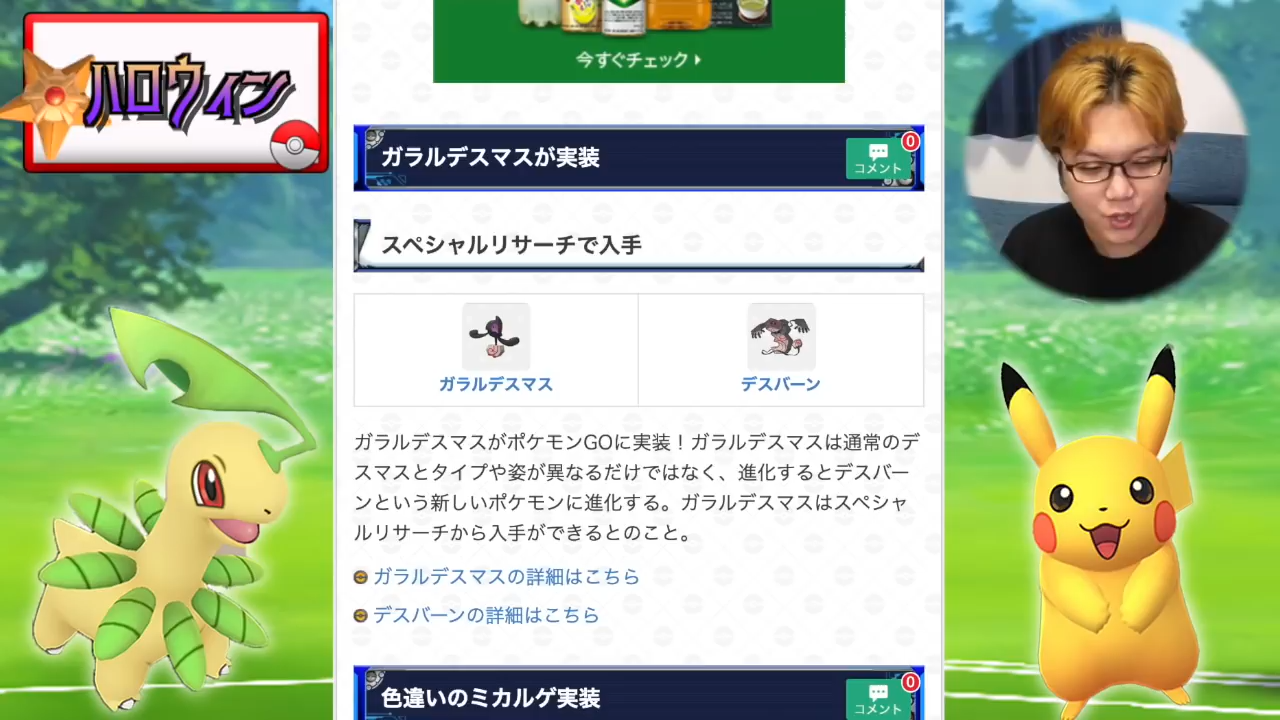 今すぐチェック
ハロウィン
ガラルデスマスが実装
0
コメント
スペシャルリサーチで入手
ガラルデスマス
デスバーン
ガラルデスマスがポケモンGOに実装！ガラルデスマスは通常のデ
スマスとタイプや姿が異なるだけではなく、進化するとデスバー
ンという新しいポケモンに進化する。ガラルデスマスはスペシャ
ルリサーチから入手ができるとのこと。
ガラルデスマスの詳細はこちら
デスバーンの詳細はこちら
色違いのミカルゲ実装
0
コメント